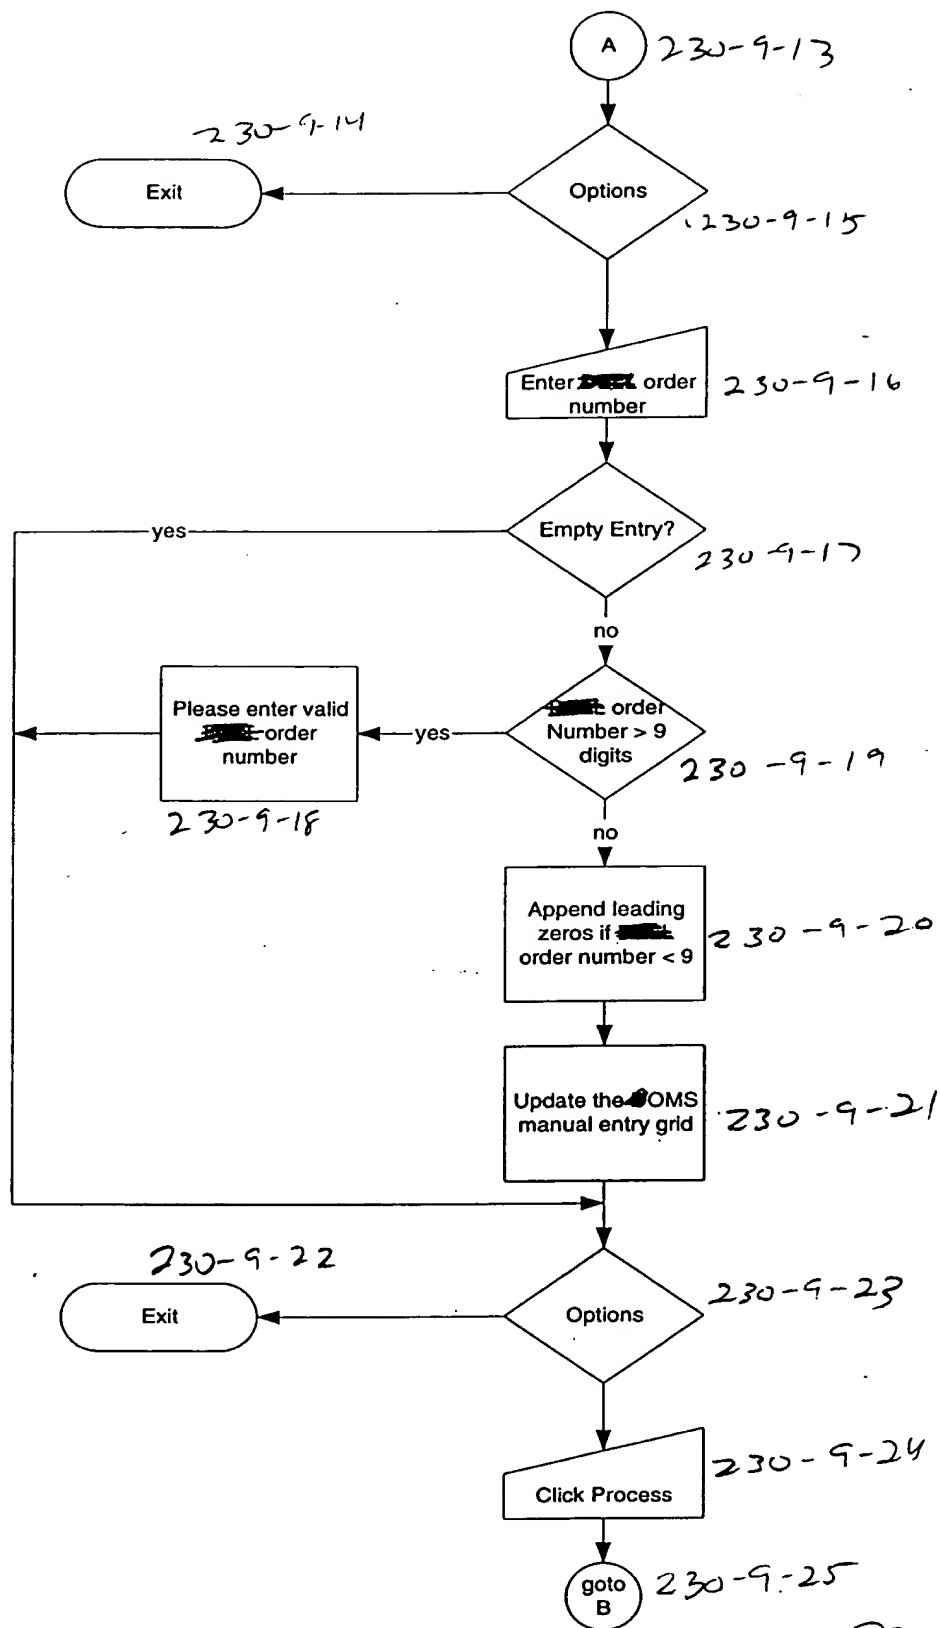 A 230-9-13
230-9-14
Exit
Options
230-9-15
Enter order
number
230-9-16
yes
Empty Entry?
230-9-17
no
Please enter valid
order
number
230-9-18
yes
order
Number > 9
digits
230-9-19
no
Append leading
zeros if
order number < 9
230-9-20
Update the OMS
manual entry grid
230-9-21
230-9-22
Exit
Options
230-9-23
Click Process
230-9-24
goto
B
230-9-25